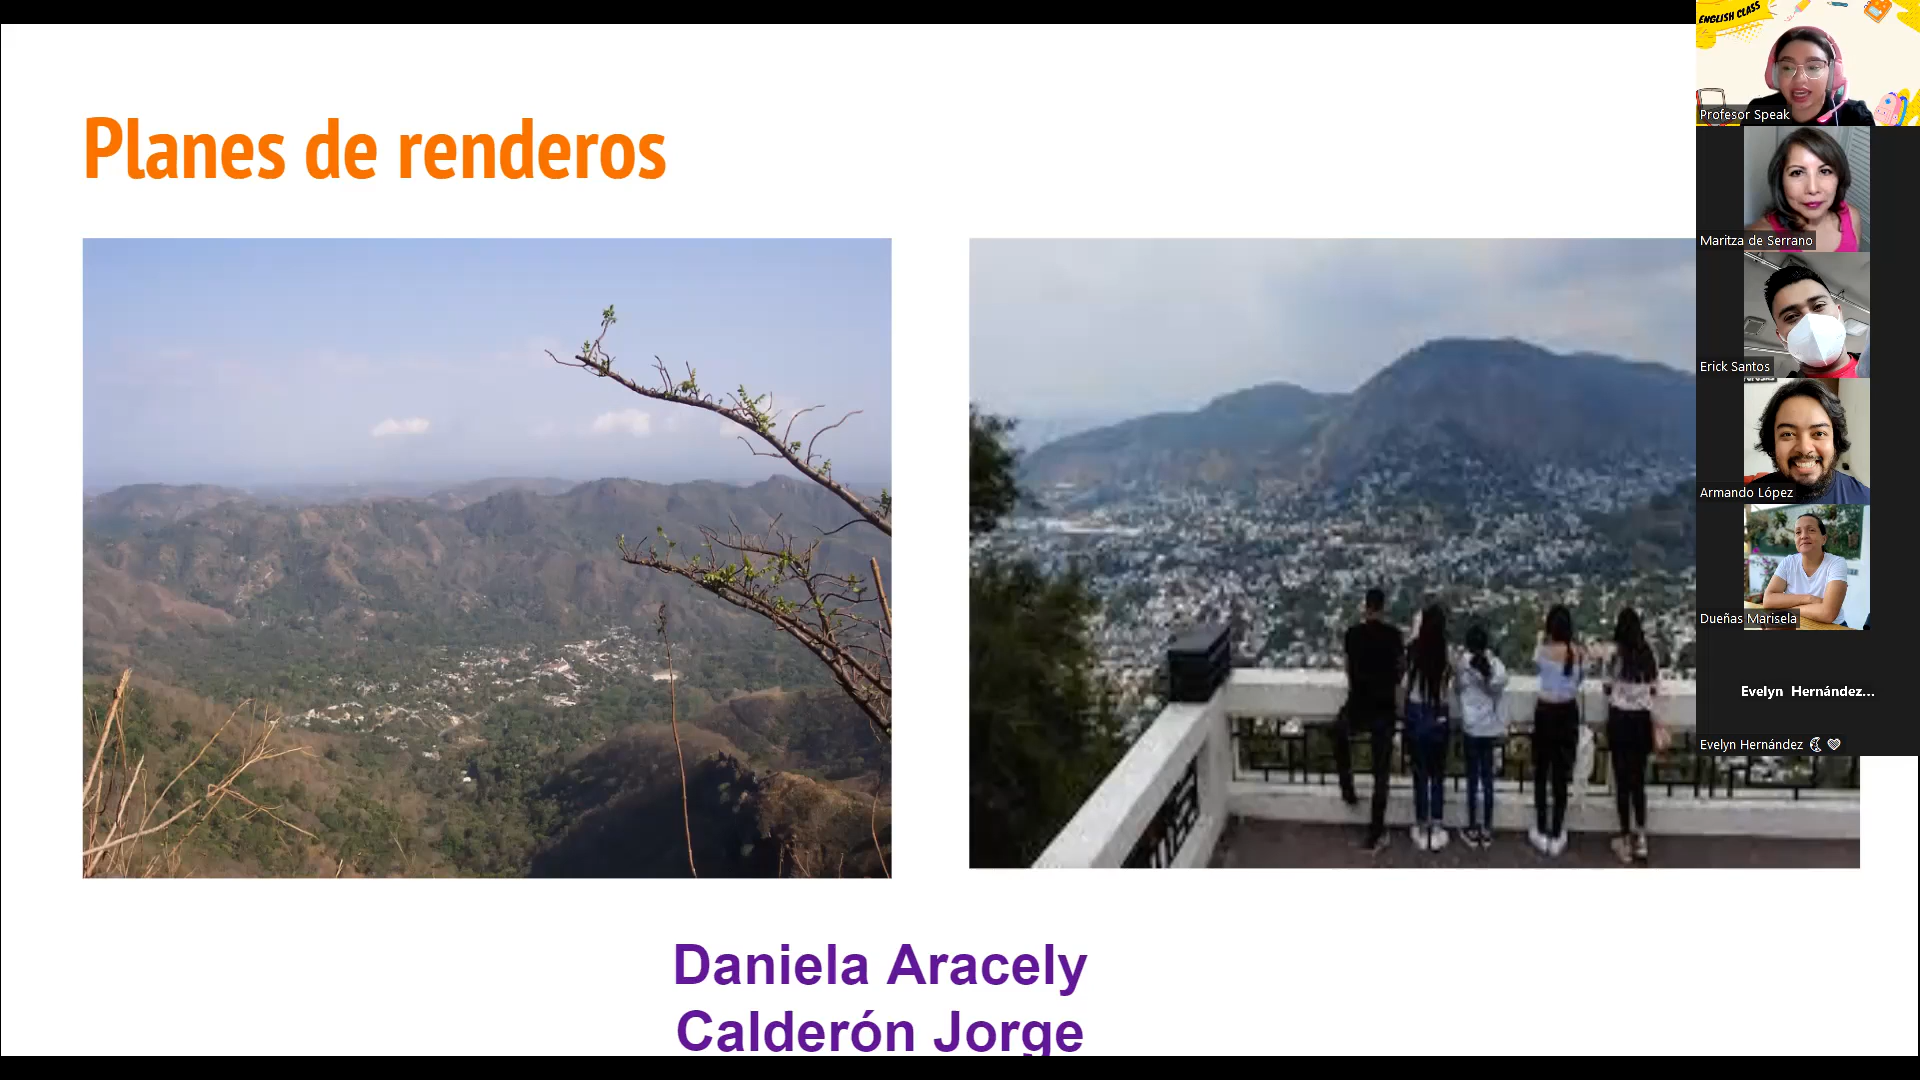 Planes de renderos
Daniela Aracely
Calderón Jorge
ENGLISH CLASS
Profesor Speak
Maritza de Serrano
Erick Santos
Armando López
Dueñas Marisela
Evelyn Hernández...
Evelyn Hernández